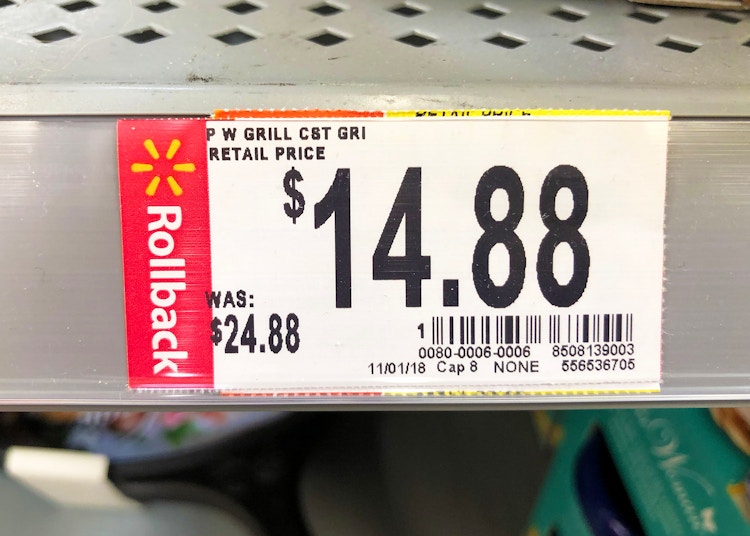 P W GRILL CST GRI
RETAIL PRICE
$14.88
Rollback
WAS:
$24.88
1
0080-0006-0006 8508139003
11/01/18 Cap 8 NONE 556536705